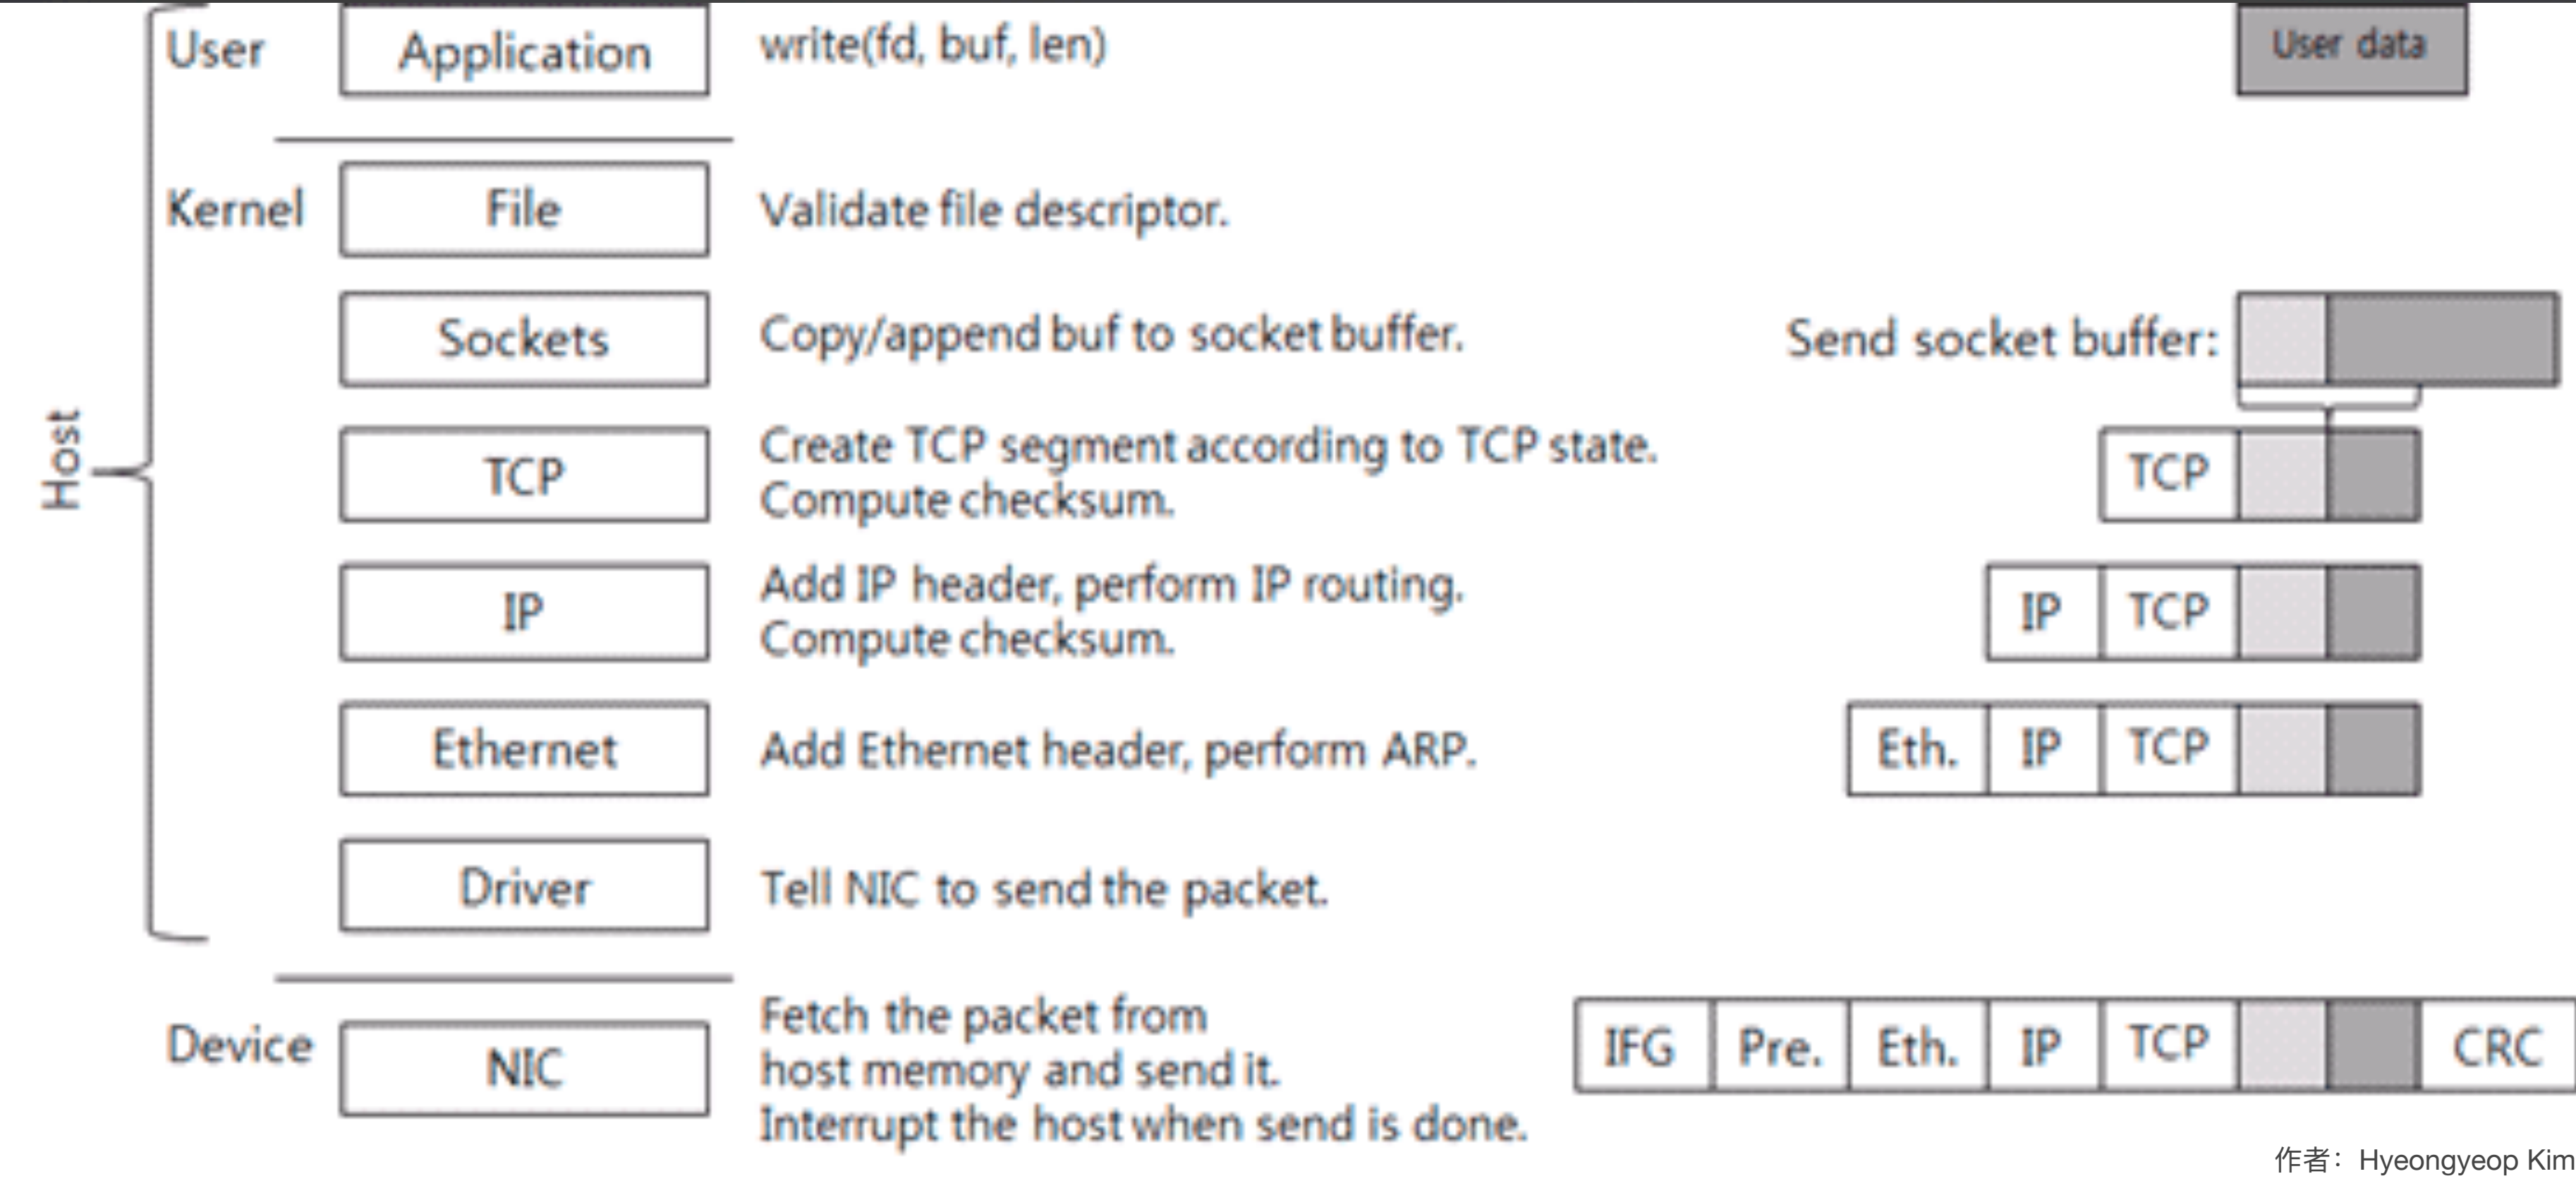 User
Application
write(fd, buf, len)
User data
Kernel
File
Validate file descriptor.
Sockets
Copy/append buf to socket buffer.
Send socket buffer:
Host
TCP
Create TCP segment according to TCP state.
Compute checksum.
TCP
IP
Add IP header, perform IP routing.
Compute checksum.
IP TCP
Ethernet
Add Ethernet header, perform ARP.
Eth. IP TCP
Driver
Tell NIC to send the packet.
Device
NIC
Fetch the packet from
host memory and send it.
Interrupt the host when send is done.
IFG Pre. Eth. IP TCP CRC
作者：Hyeongyeop Kim